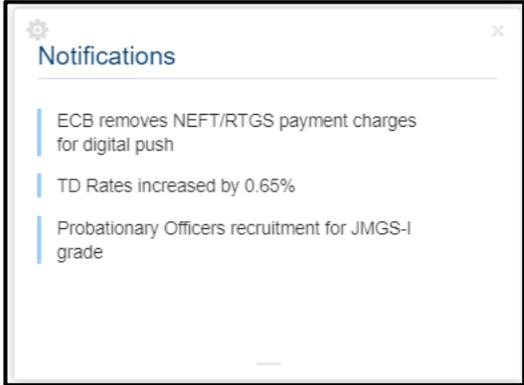 Notifications
ECB removes NEFT/RTGS payment charges
for digital push
TD Rates increased by 0.65%
Probationary Officers recruitment for JMGS-I
grade